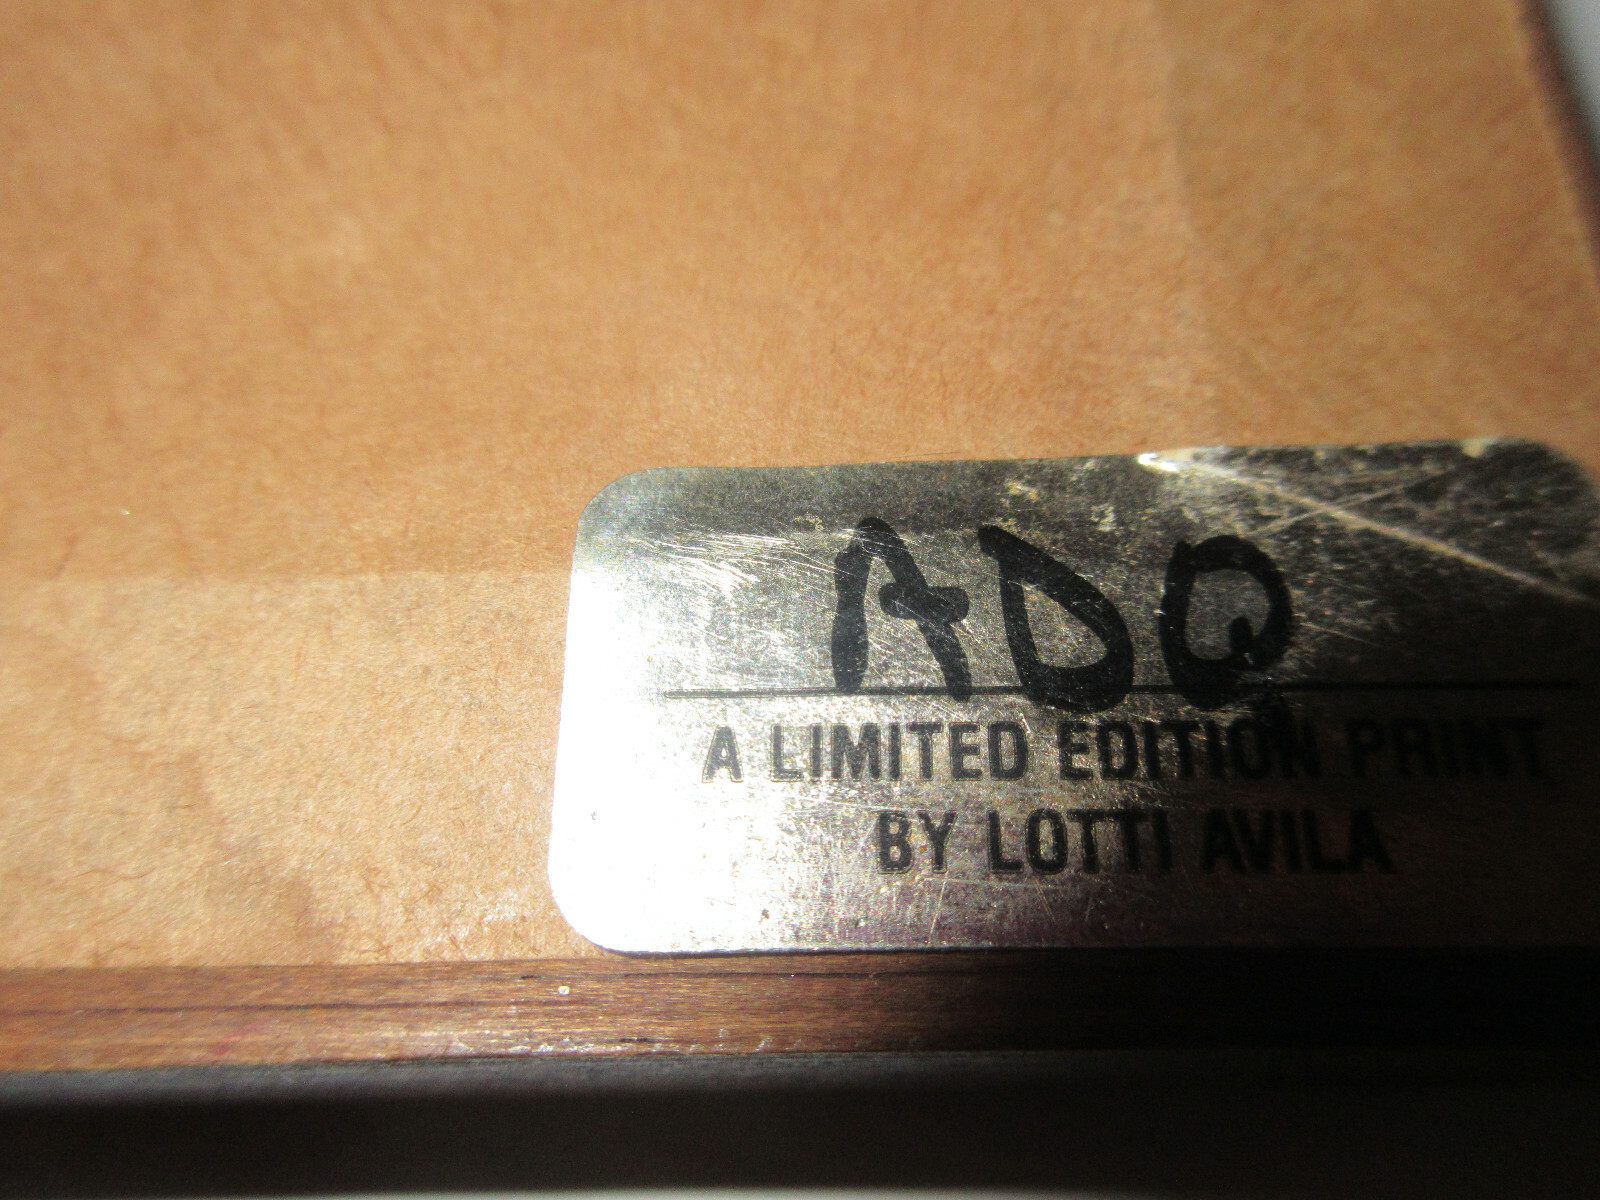 ADQ
A LIMITED EDITION PRINT
BY LOTTI AVILA